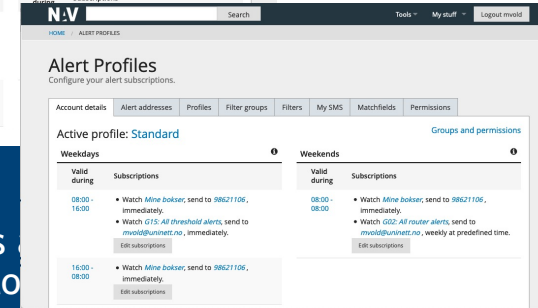 during
NAV
Search
Tools
My stuff
Logout mvold
HOME / ALERT PROFILES
Alert Profiles
Configure your alert subscriptions.
Account details
Alert addresses
Profiles
Filter groups
Filters
My SMS
Matchfields
Permissions
Active profile: Standard
Groups and permissions
Weekdays
Valid during
Subscriptions
08:00 - 16:00
• Watch Mine bokser, send to 98621106 , immediately.
• Watch G15: All threshold alerts, send to mvold@uninett.no , immediately.
Edit subscriptions
16:00 - 08:00
• Watch Mine bokser, send to 98621106 , immediately.
Edit subscriptions
Weekends
Valid during
Subscriptions
08:00 - 08:00
• Watch Mine bokser, send to 98621106 , immediately.
• Watch G02: All router alerts, send to mvold@uninett.no , weekly at predefined time.
Edit subscriptions